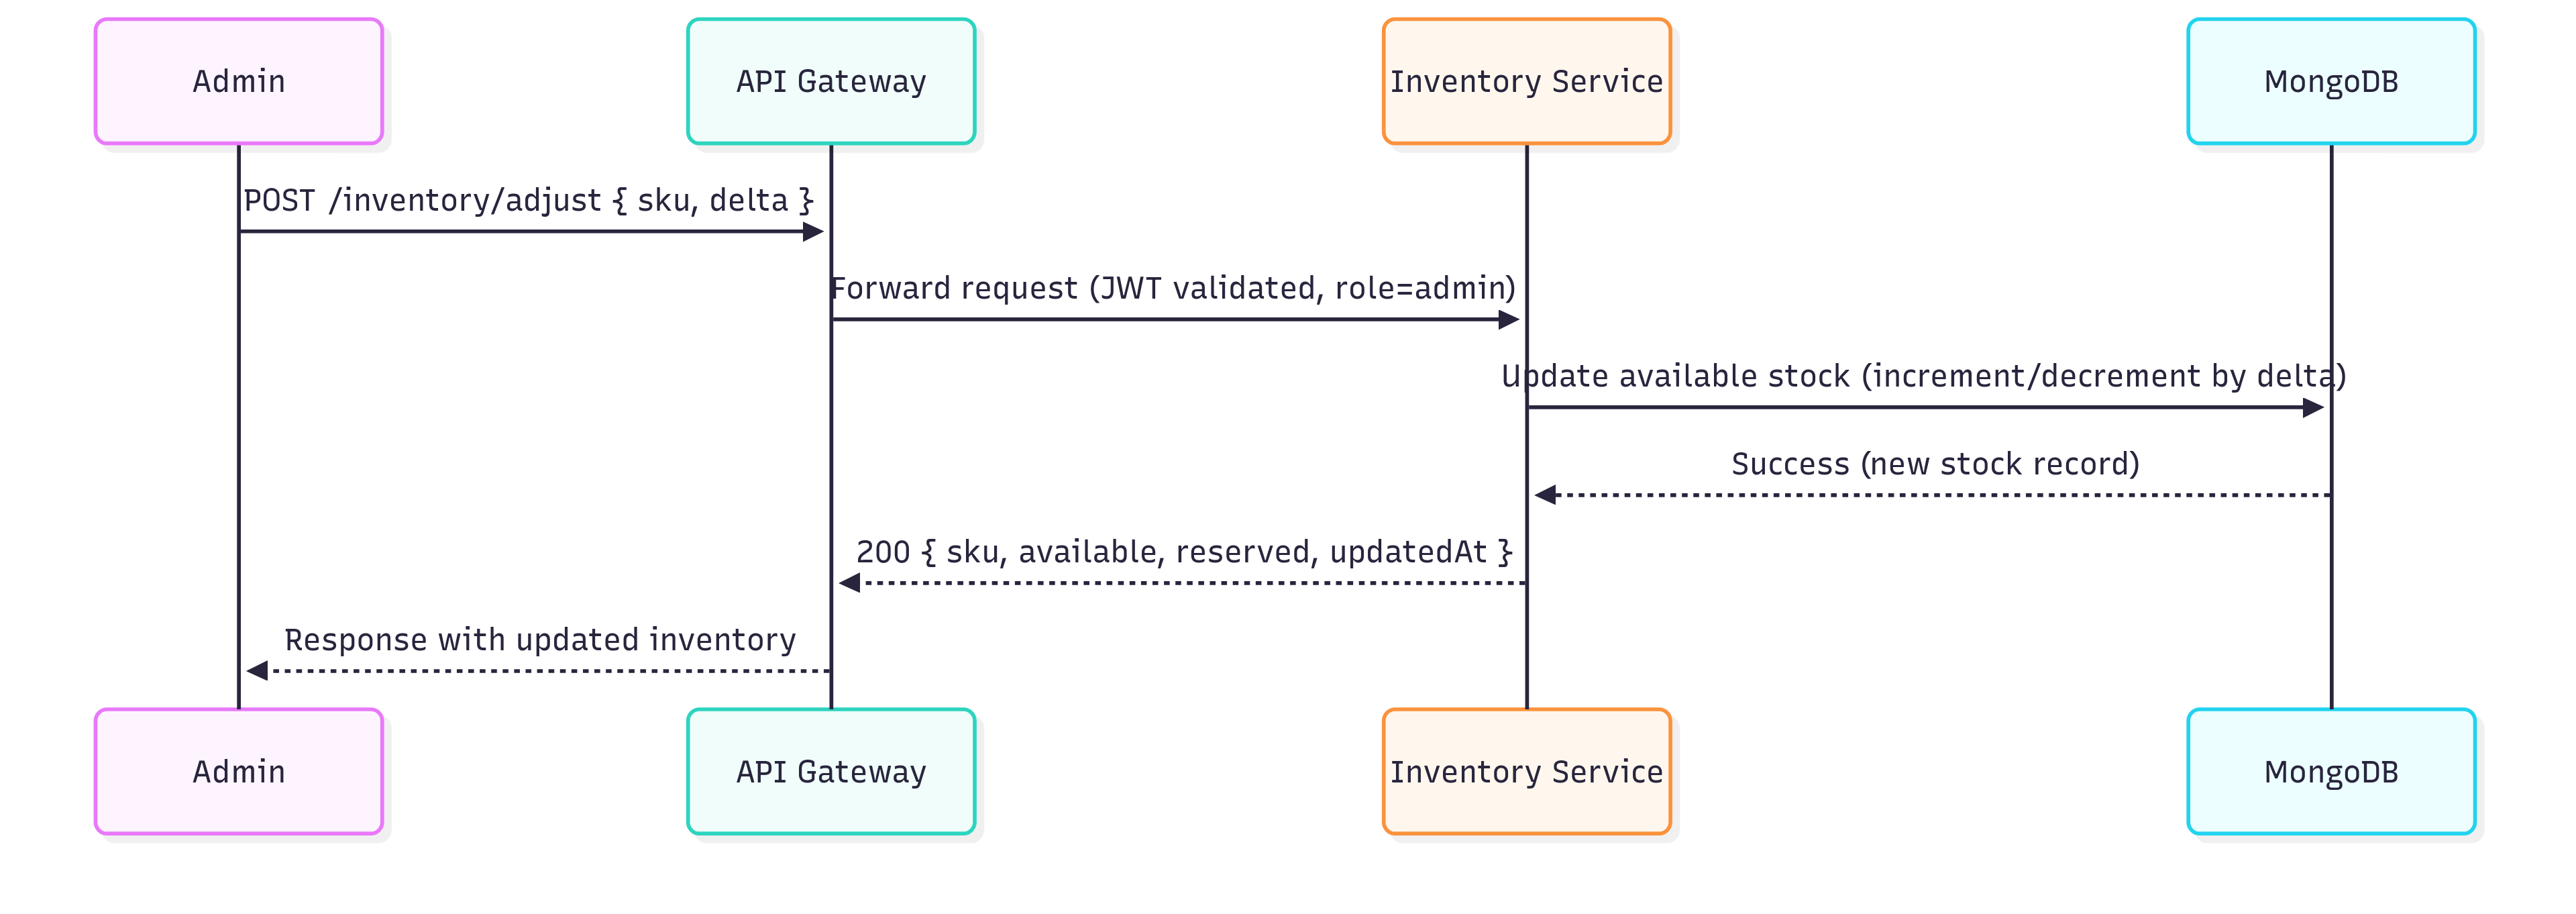 Admin
API Gateway
Inventory Service
MongoDB
POST /inventory/adjust { sku, delta }
Forward request (JWT validated, role=admin)
Update available stock (increment/decrement by delta)
Success (new stock record)
200 { sku, available, reserved, updatedAt }
Response with updated inventory
Admin
API Gateway
Inventory Service
MongoDB